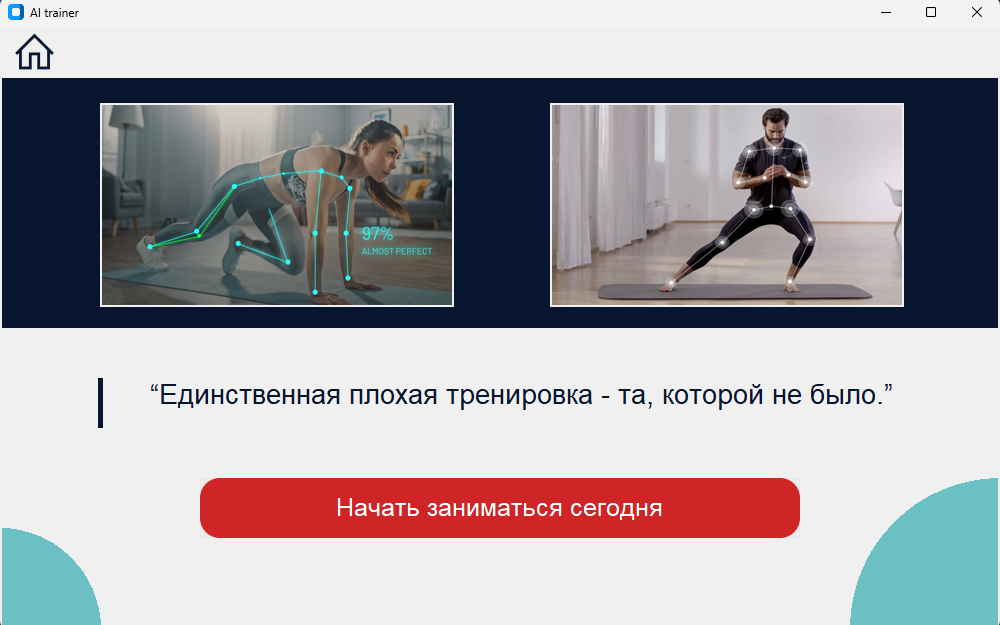 AI trainer
97%
ALMOST PERFECT
“Единственная плохая тренировка - та, которой не было.”
Начать заниматься сегодня